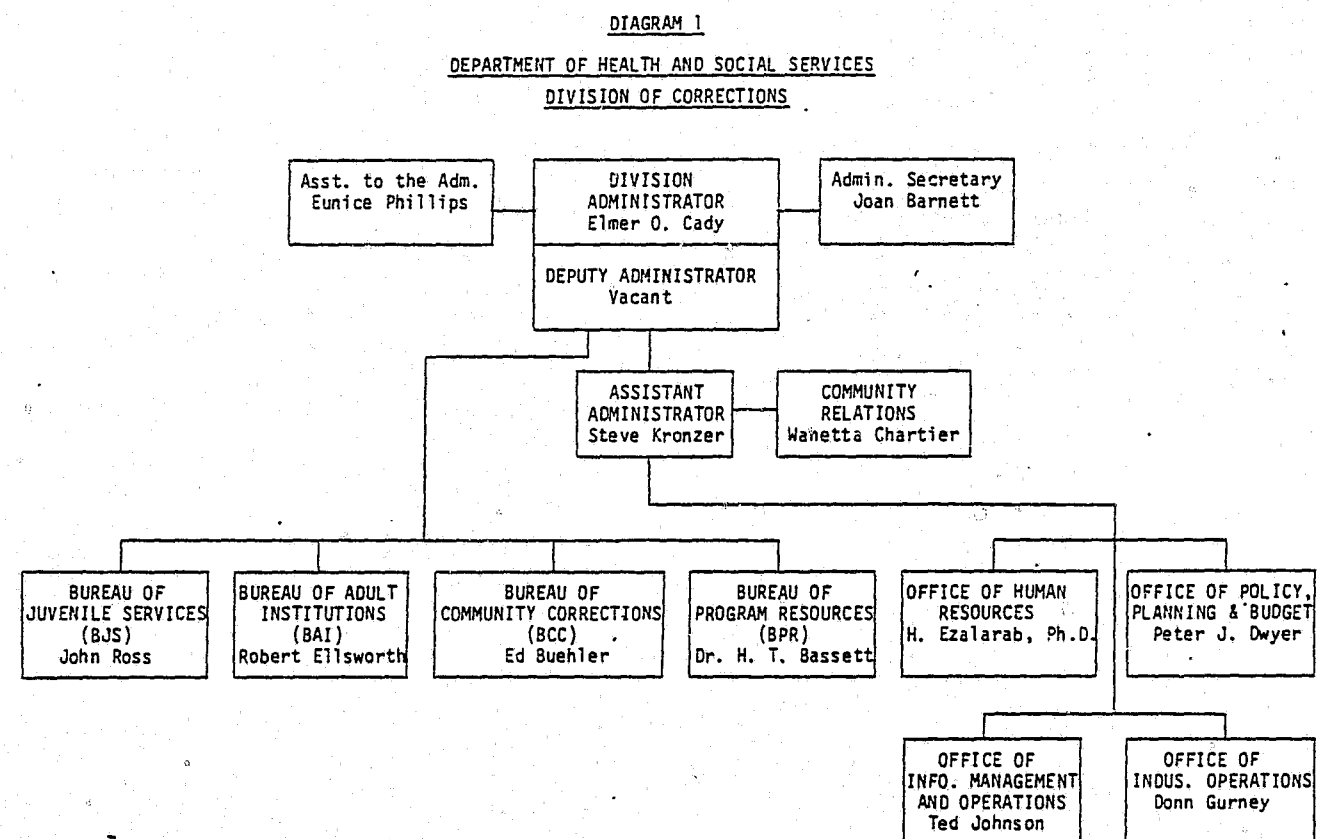 DIAGRAM 1
DEPARTMENT OF HEALTH AND SOCIAL SERVICES
DIVISION OF CORRECTIONS
Asst. to the Adm.
Eunice Phillips
DIVISION
ADMINISTRATOR
Elmer O. Cady
Admin. Secretary
Joan Barnett
DEPUTY ADMINISTRATOR
Vacant
ASSISTANT
ADMINISTRATOR
Steve Kronzer
COMMUNITY
RELATIONS
Wanetta Chartier
BUREAU OF
JUVENILE SERVICES
(BJS)
John Ross
BUREAU OF ADULT
INSTITUTIONS
(BAI)
Robert Ellsworth
BUREAU OF
COMMUNITY CORRECTIONS
(BCC)
Ed Buehler
BUREAU OF
PROGRAM RESOURCES
(BPR)
Dr. H. T. Bassett
OFFICE OF HUMAN
RESOURCES
H. Ezalarab, Ph.D.
OFFICE OF POLICY,
PLANNING & BUDGET
Peter J. Dwyer
OFFICE OF
INFO. MANAGEMENT
AND OPERATIONS
Ted Johnson
OFFICE OF
INDUS. OPERATIONS
Donn Gurney